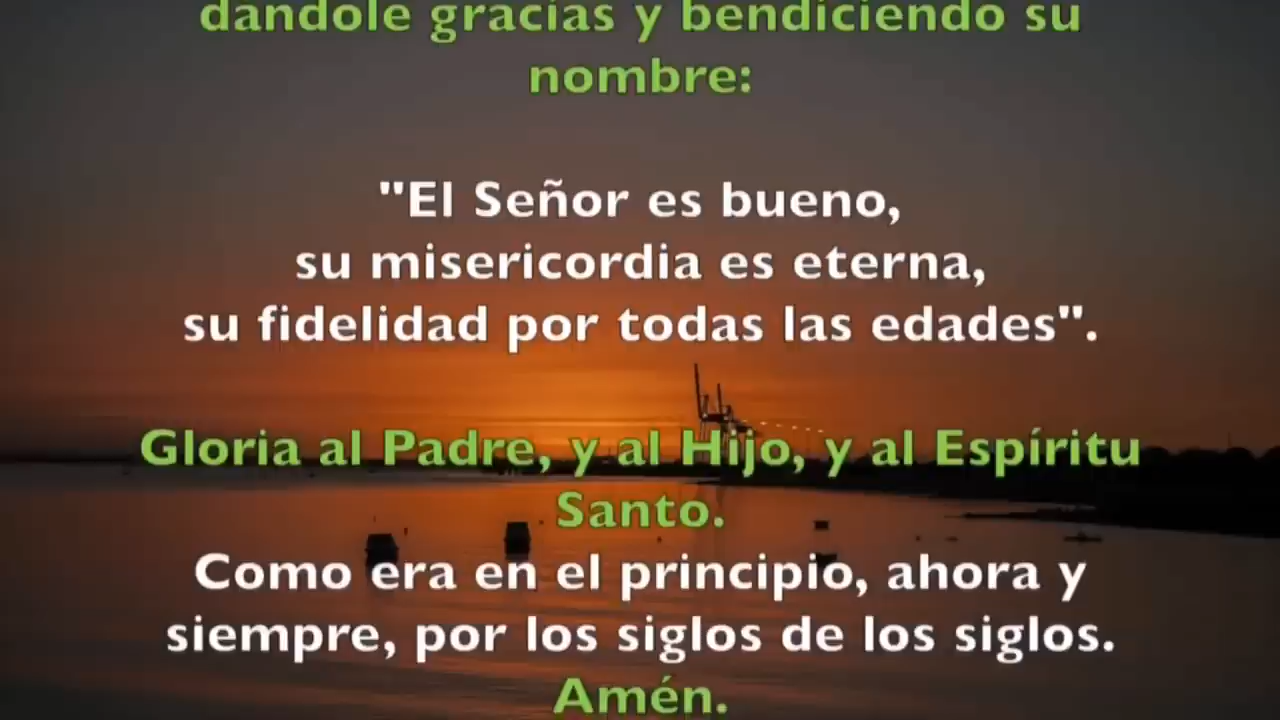 dándole gracias y bendiciendo su
nombre:
"El Señor es bueno,
su misericordia es eterna,
su fidelidad por todas las edades".
Gloria al Padre, y al Hijo, y al Espíritu
Santo.
Como era en el principio, ahora y
siempre, por los siglos de los siglos.
Amén.